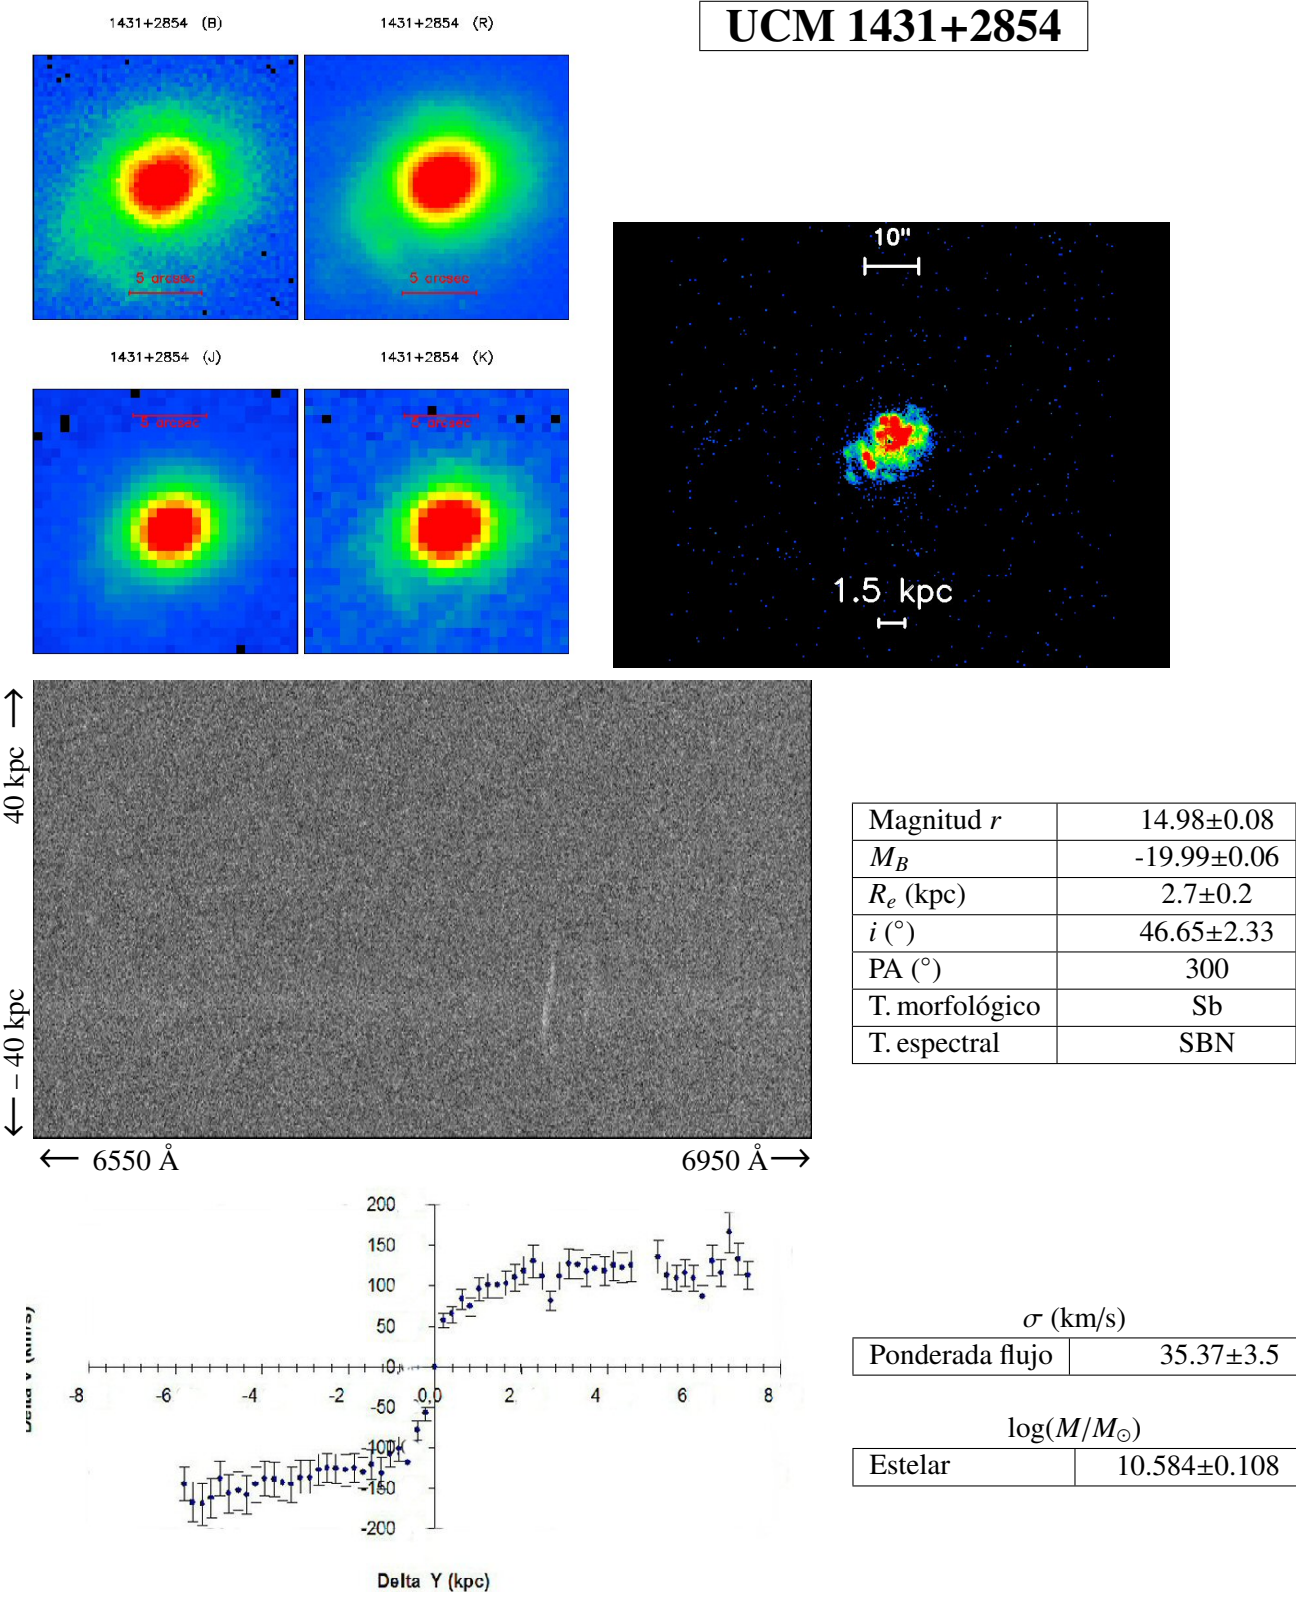 UCM 1431+2854
1431+2854 (B)
1431+2854 (R)
5 arcsec
5 arcsec
1431+2854 (J)
1431+2854 (K)
5 arcsec
5 arcsec
10"
1.5 kpc
← − 40 kpc
40 kpc →
← 6550 Å
6950 Å→
Magnitud r 14.98±0.08
M_B -19.99±0.06
R_e (kpc) 2.7±0.2
i (°) 46.65±2.33
PA (°) 300
T. morfológico Sb
T. espectral SBN
200
150
100
50
0
-50
-100
-150
-200
-8 -6 -4 -2 0,0 2 4 6 8
Delta Y (kpc)
σ (km/s)
Ponderada flujo 35.37±3.5
log(M/M⊙)
Estelar 10.584±0.108